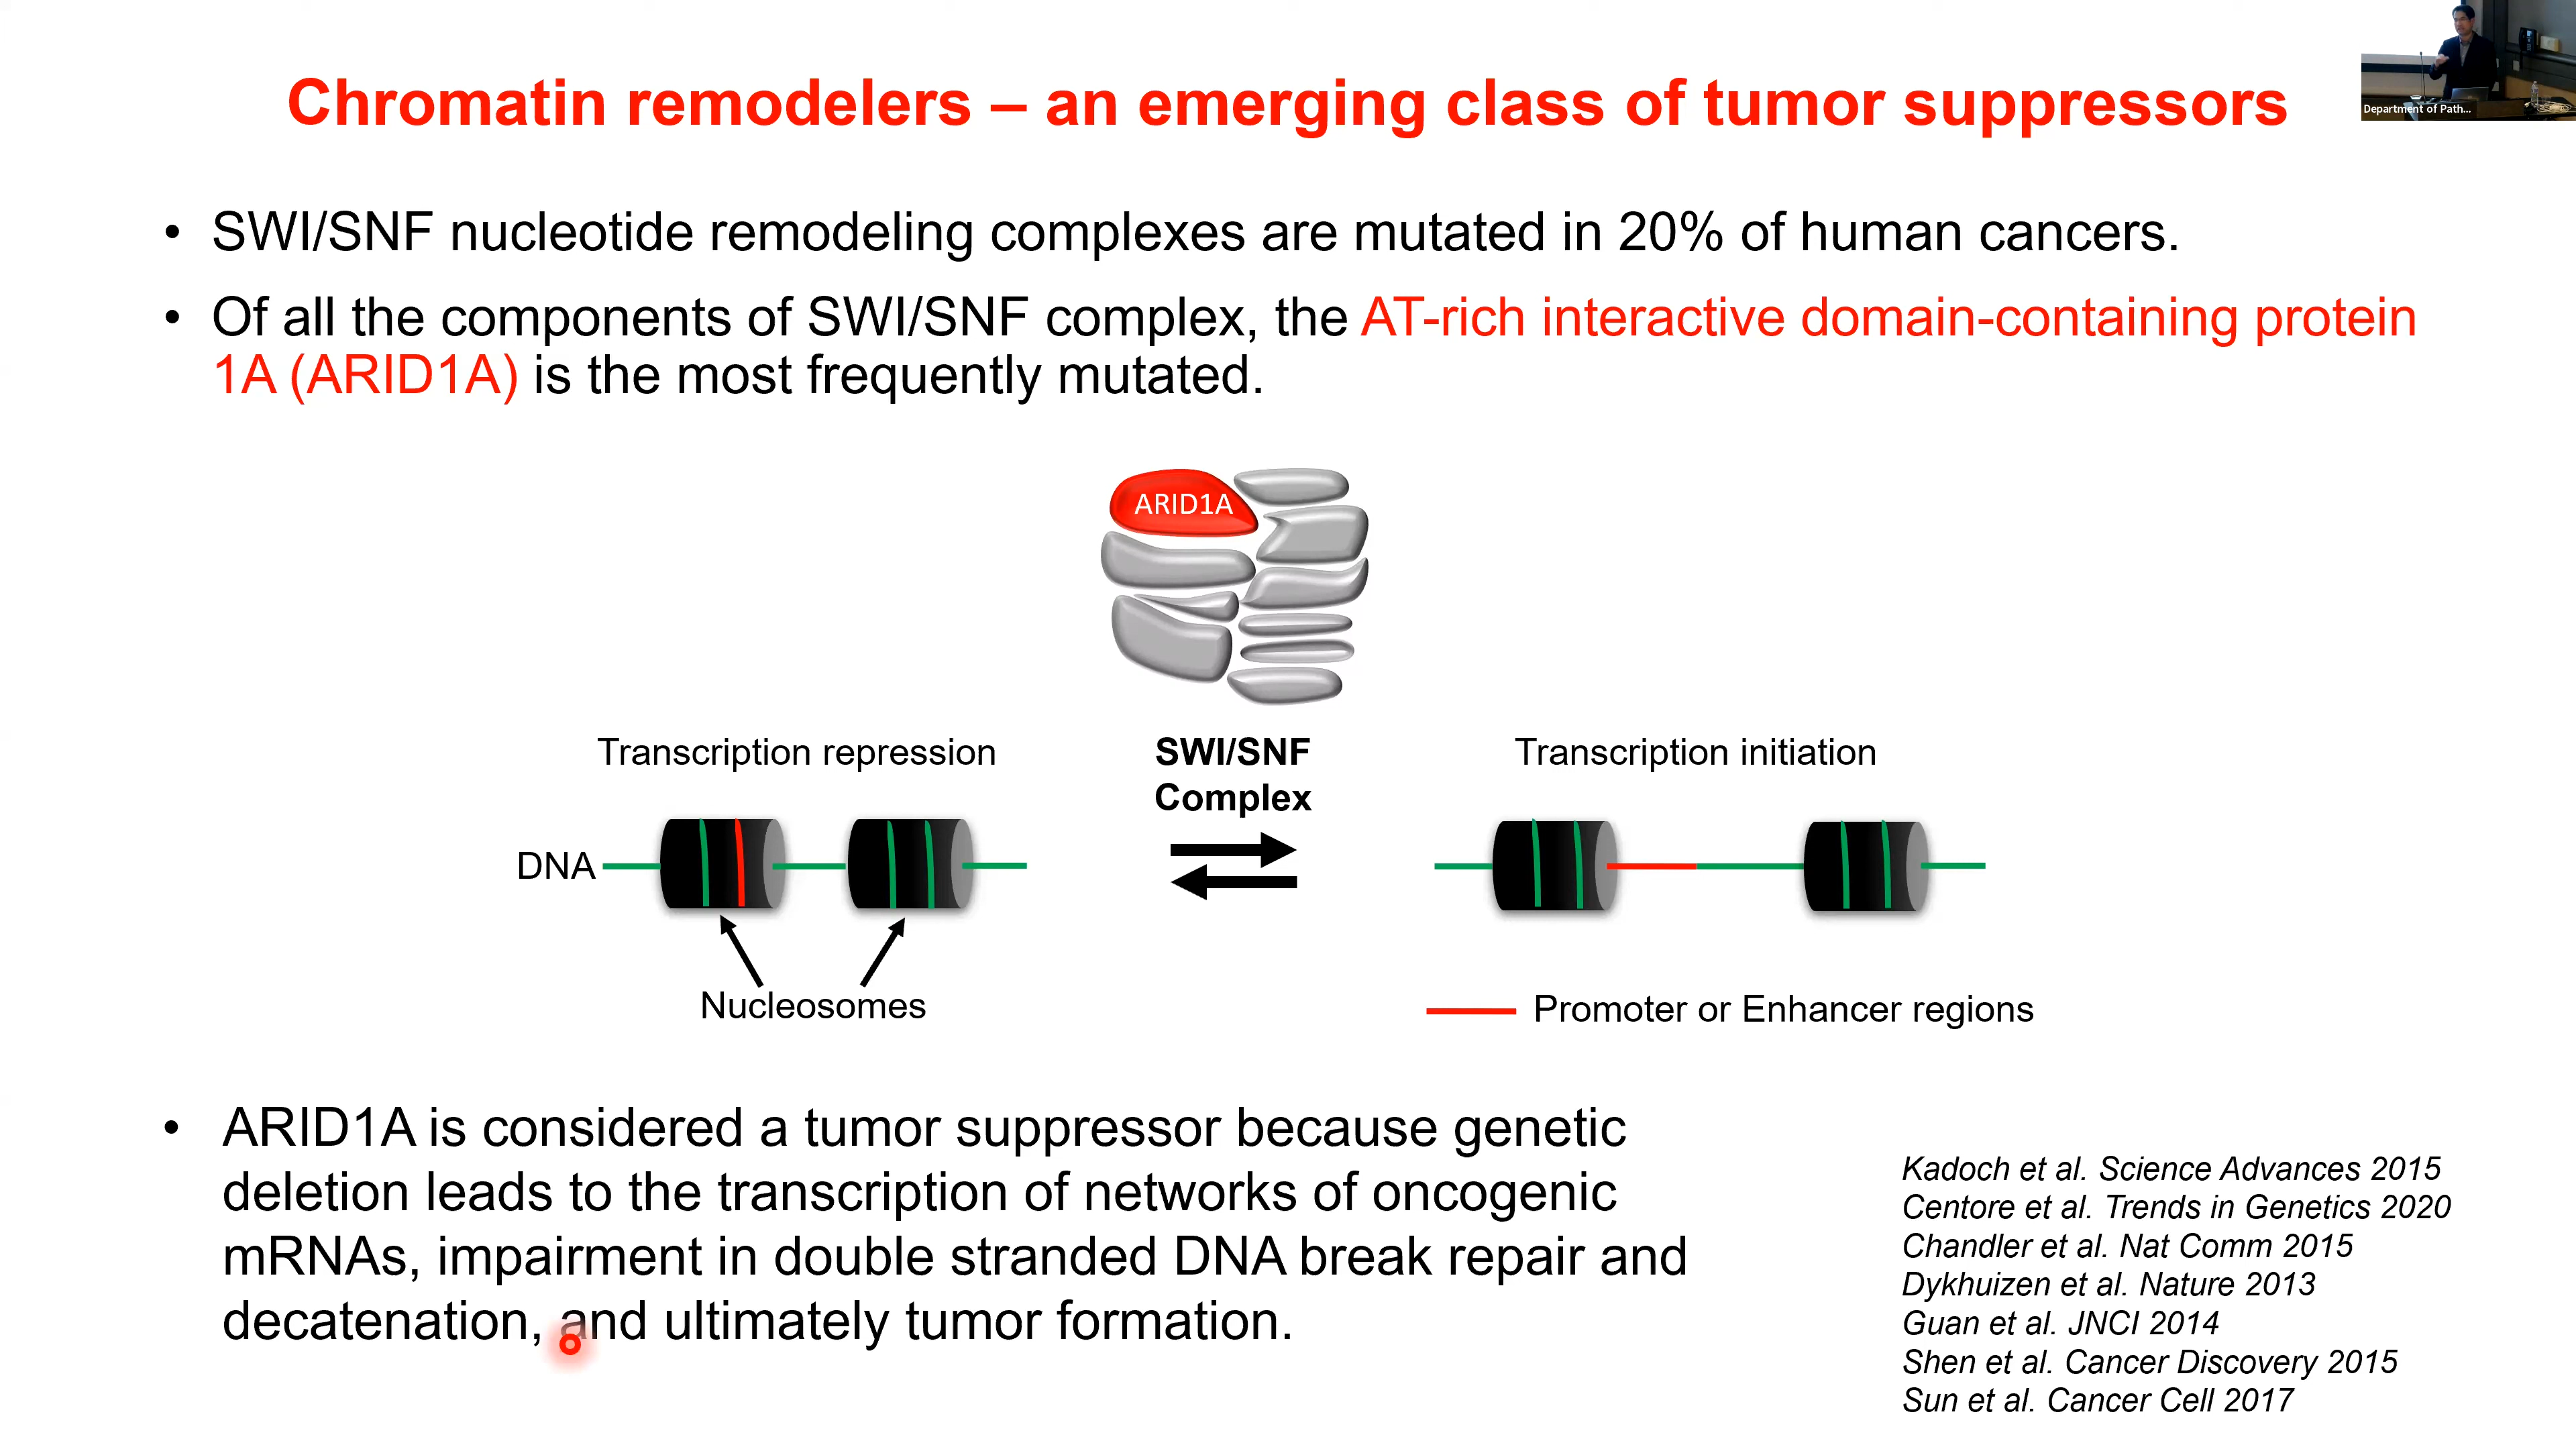 Chromatin remodelers – an emerging class of tumor suppressors
Department of Path...
• SWI/SNF nucleotide remodeling complexes are mutated in 20% of human cancers.
• Of all the components of SWI/SNF complex, the AT-rich interactive domain-containing protein
1A (ARID1A) is the most frequently mutated.
ARID1A
Transcription repression
SWI/SNF
Complex
Transcription initiation
DNA
Nucleosomes
Promoter or Enhancer regions
• ARID1A is considered a tumor suppressor because genetic
deletion leads to the transcription of networks of oncogenic
mRNAs, impairment in double stranded DNA break repair and
decatenation, and ultimately tumor formation.
Kadoch et al. Science Advances 2015
Centore et al. Trends in Genetics 2020
Chandler et al. Nat Comm 2015
Dykhuizen et al. Nature 2013
Guan et al. JNCI 2014
Shen et al. Cancer Discovery 2015
Sun et al. Cancer Cell 2017